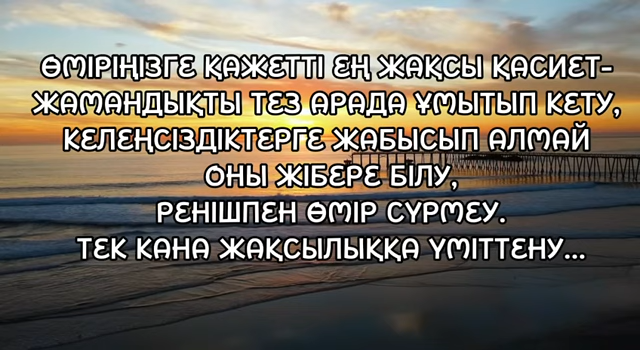 ӨМІРІҢІЗГЕ ҚАЖЕТТІ ЕҢ ЖАҚСЫ ҚАСИЕТ-
ЖАМАНДЫҚТЫ ТЕЗ АРАДА ҰМЫТЫП КЕТУ,
КЕЛЕҢСІЗДІКТЕРГЕ ЖАБЫСЫП АЛМАЙ
ОНЫ ЖІБЕРЕ БІЛУ,
РЕНІШПЕН ӨМІР СҮРМЕУ.
ТЕК КАНА ЖАҚСЫЛЫҚҚА ҮМІТТЕНУ...